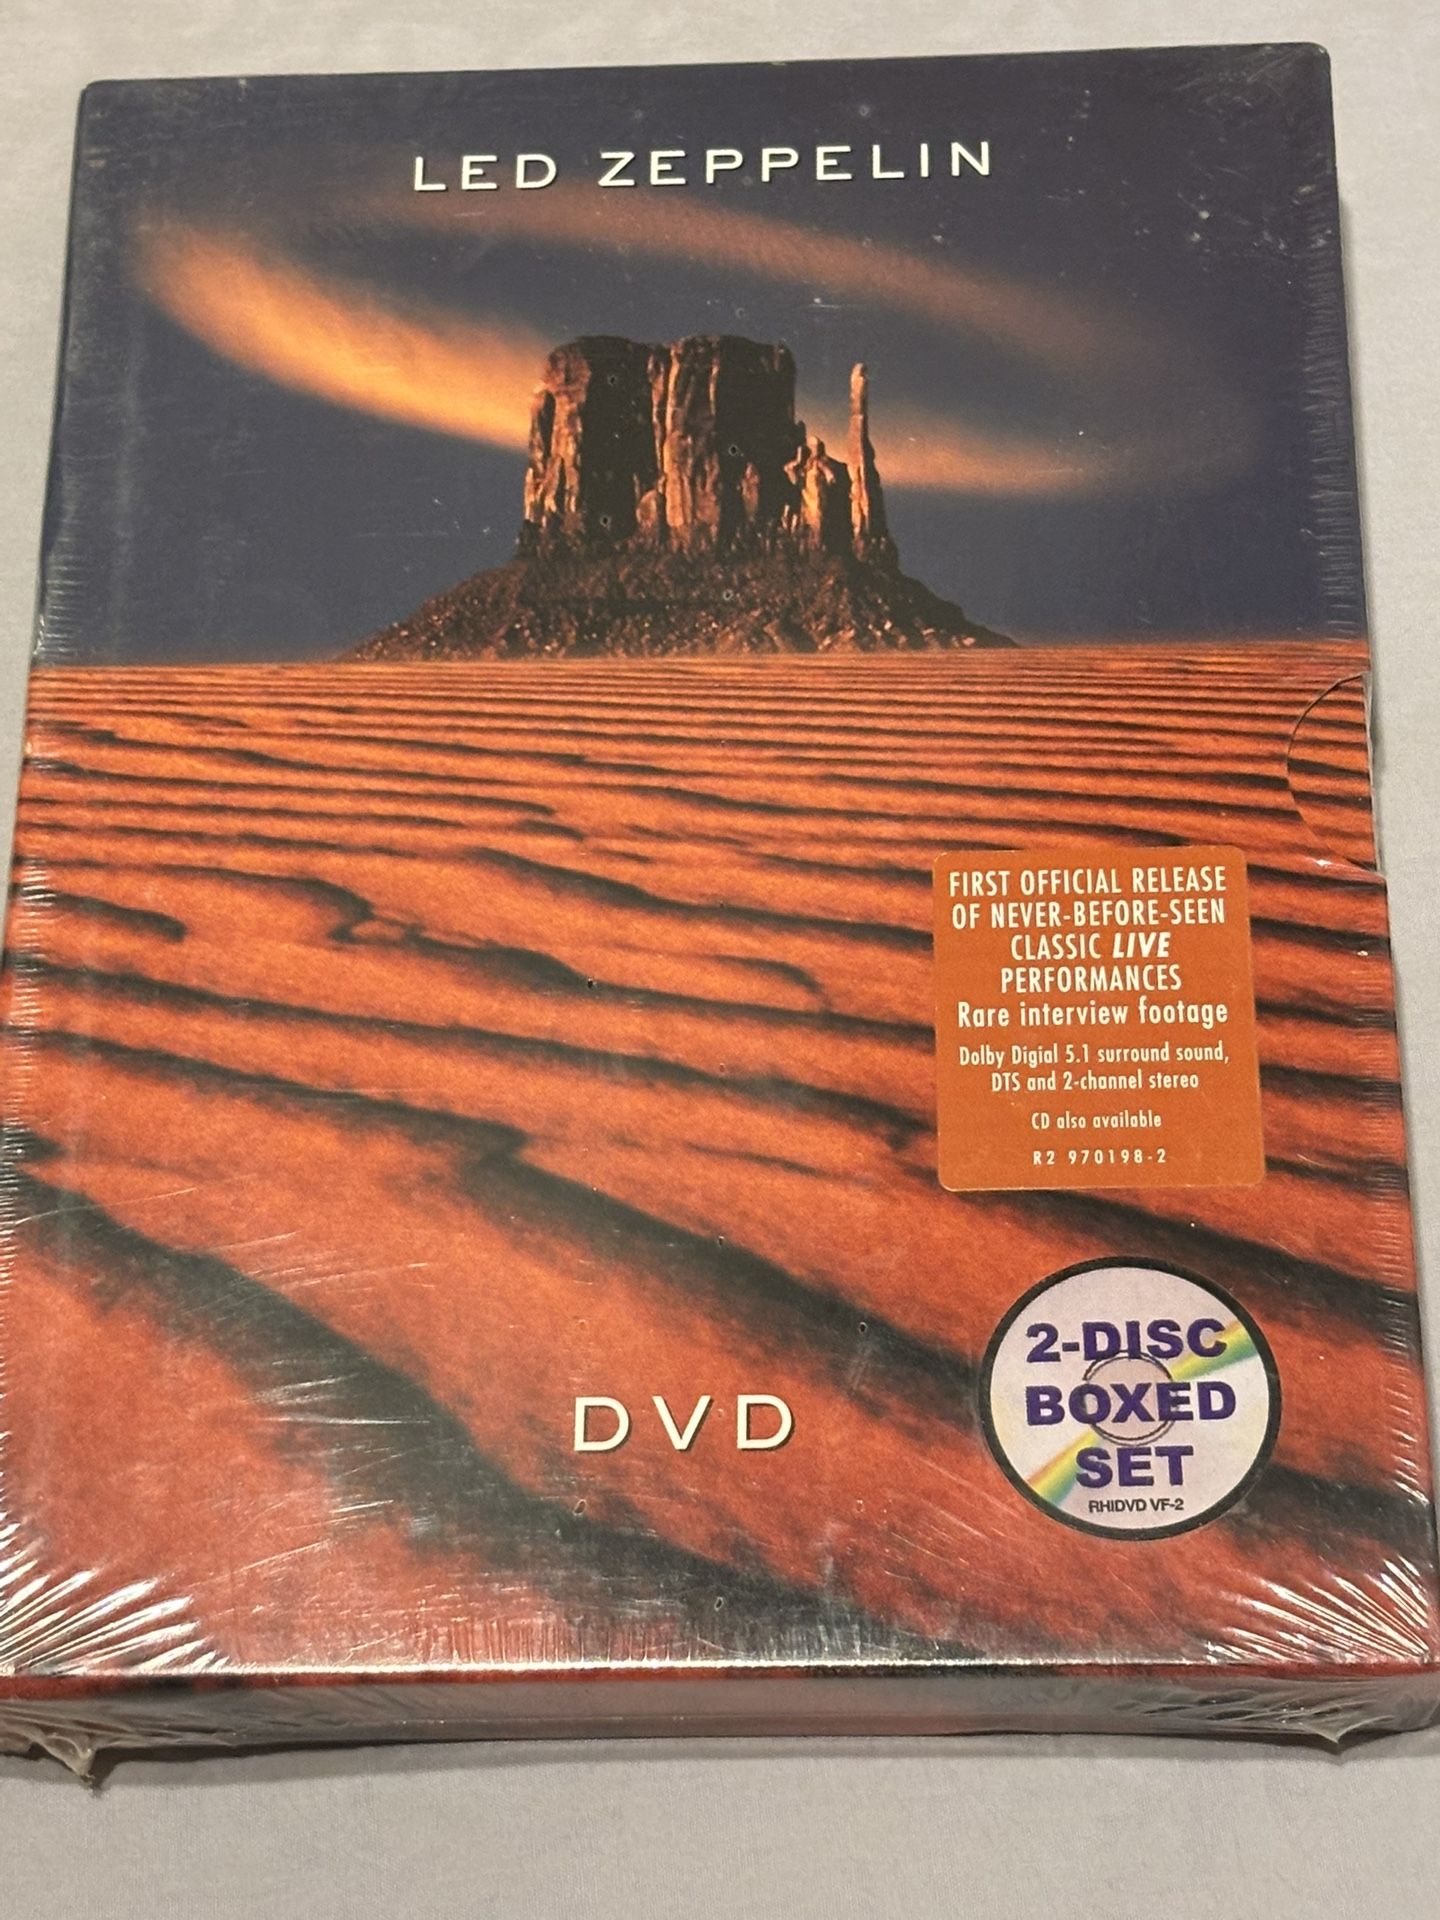 LED ZEPPELIN
FIRST OFFICIAL RELEASE
OF NEVER-BEFORE-SEEN
CLASSIC LIVE
PERFORMANCES
Rare interview footage
Dolby Digial 5.1 surround sound,
DTS and 2-channel stereo
CD also available
R2 970198-2
2-DISC
BOXED
SET
RHIDVD VF-2
DVD